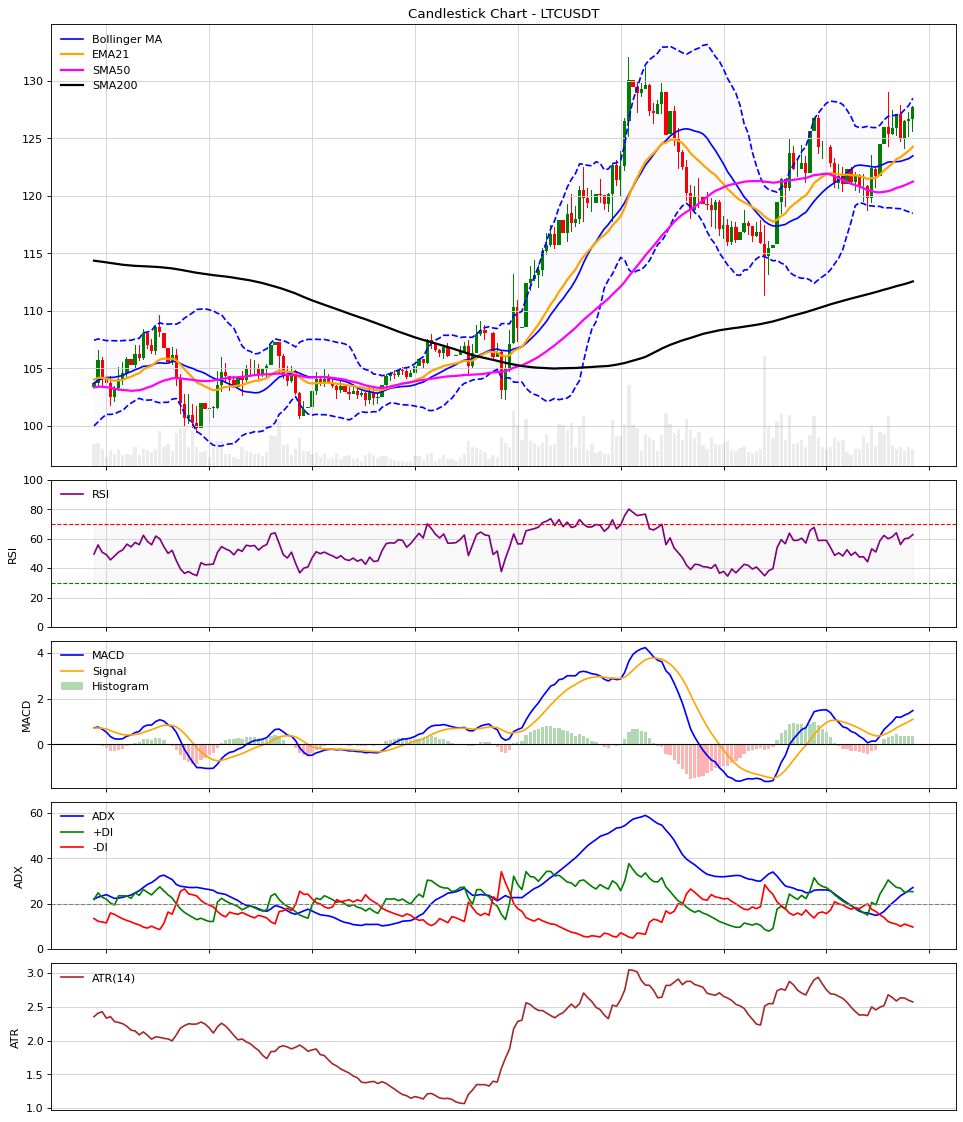 Candlestick Chart - LTCUSDT
Bollinger MA
EMA21
SMA50
SMA200
130
125
120
115
110
105
100
RSI
100
80
60
40
20
0
RSI
MACD
Signal
Histogram
4
2
0
MACD
ADX
+DI
-DI
60
40
20
0
ADX
ATR(14)
3.0
2.5
2.0
1.5
1.0
ATR